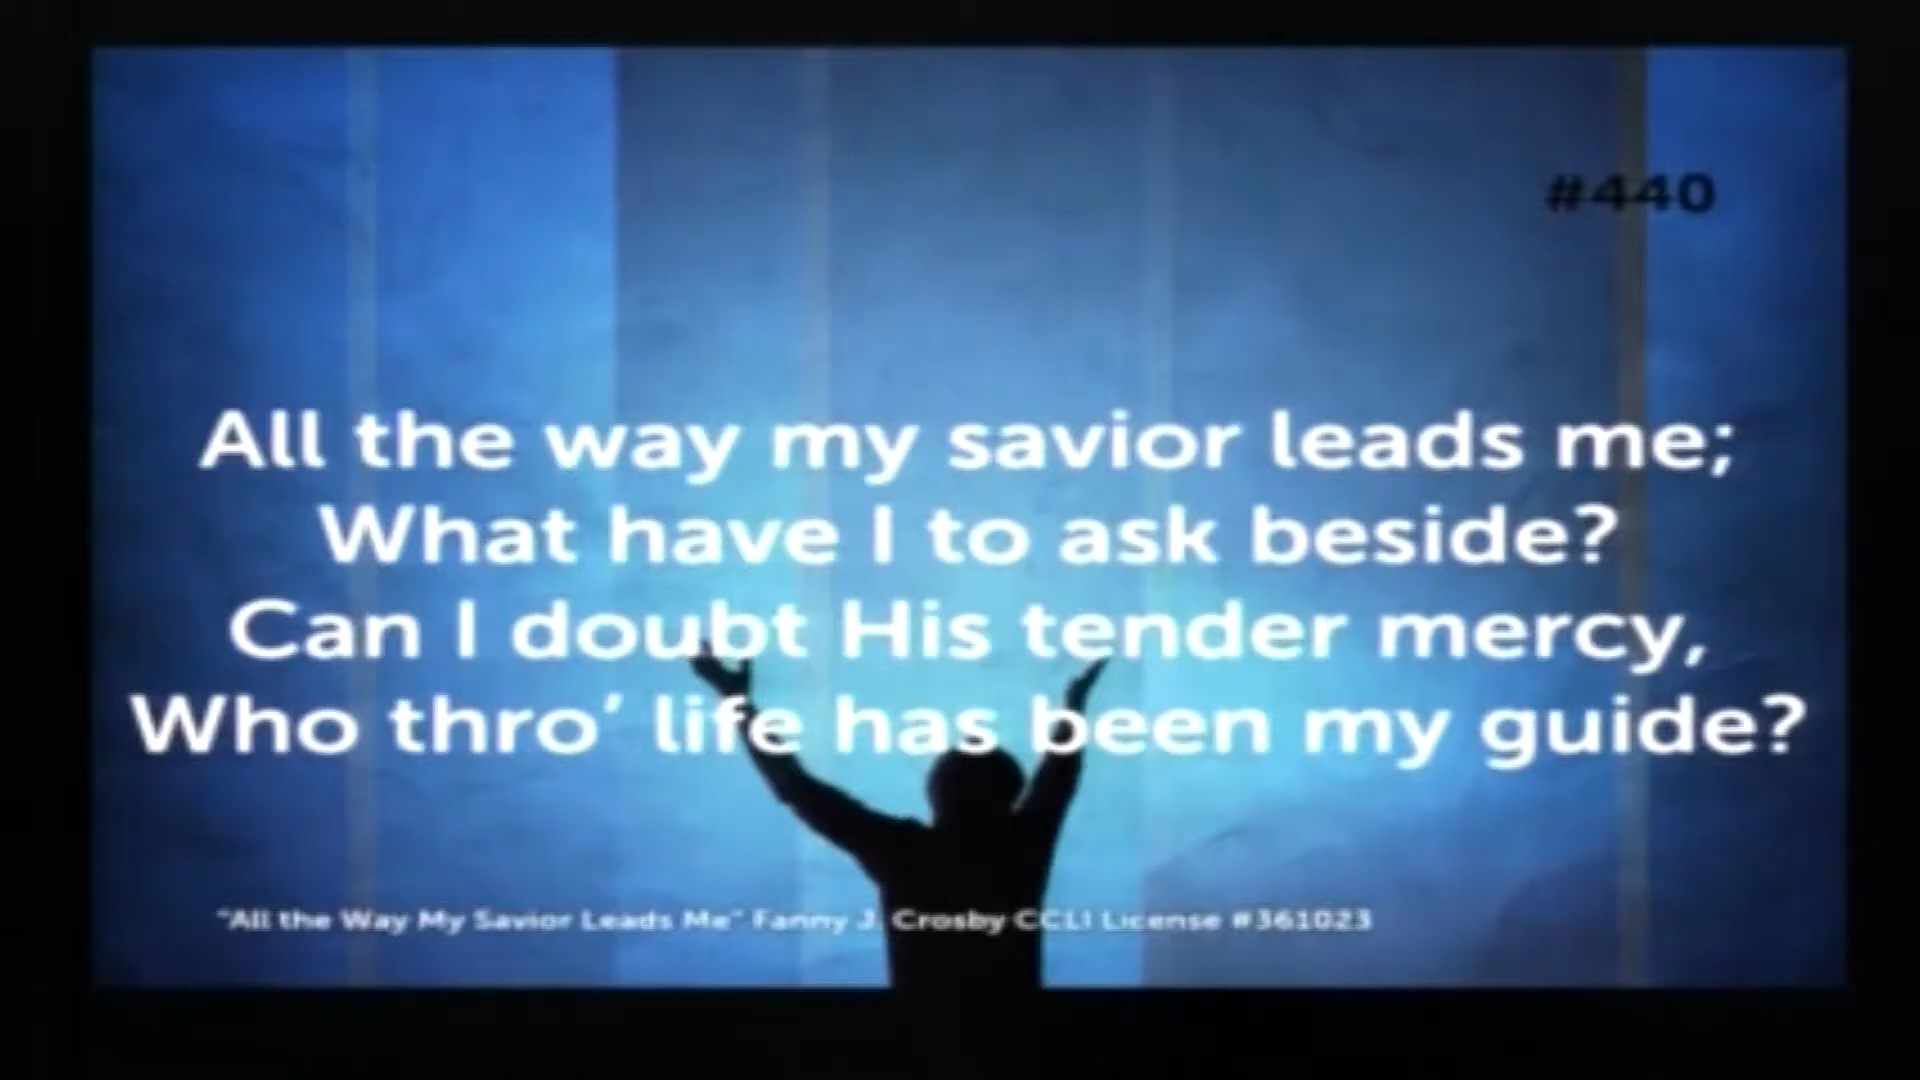 #440
All the way my savior leads me;
What have I to ask beside?
Can I doubt His tender mercy,
Who thro’ life has been my guide?
"All the Way My Savior Leads Me" Fanny J. Crosby CCLI License #361023